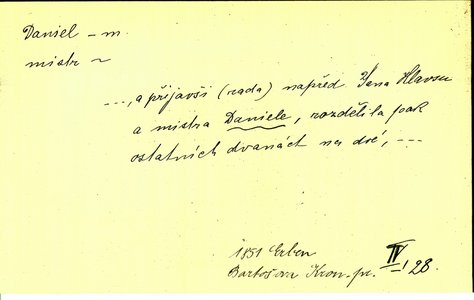 Daniel – m.
mistr ~
..., a přijavši (rada) napřed Jana Hlavsu
a mistra Daniele, rozdělila pak
ostatních dvanáct na dvé, ---
1851 Erben
Bartošova Kron. pr. IV – 128.